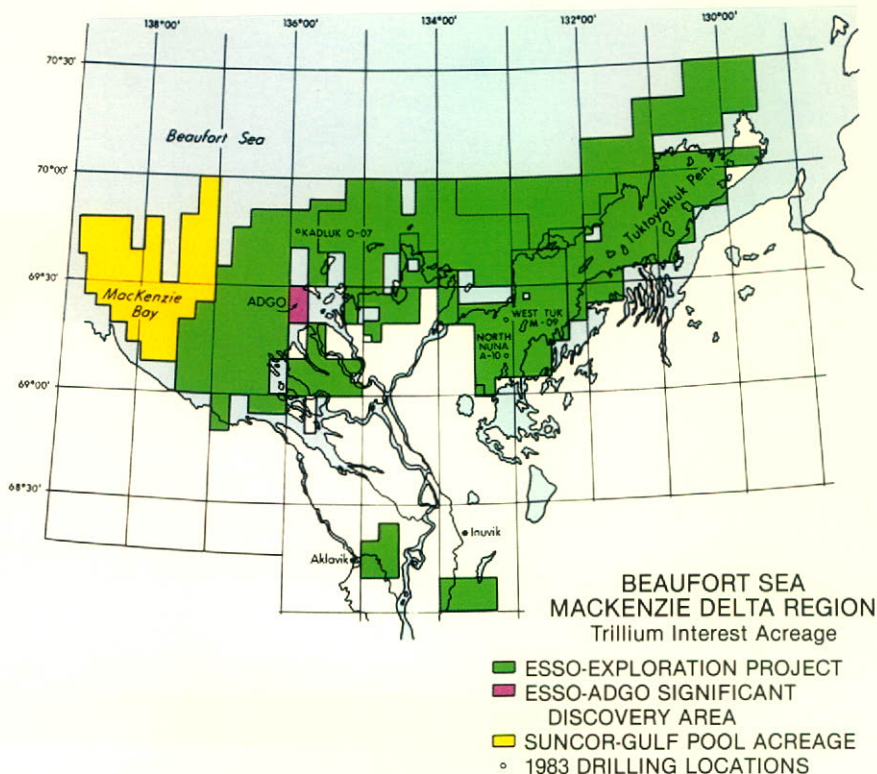 138°00'
136°00'
134°00'
132°00'
130°00'
70°30'
Beaufort Sea
70°00'
Tuktoyaktuk Pen.
KADLUK O-07
69°30'
MacKenzie
Bay
ADGO
WEST TUK
M-09
NORTH
NUNA
A-10
69°00'
68°30'
Inuvik
Aklavik
BEAUFORT SEA
MACKENZIE DELTA REGION
Trillium Interest Acreage
ESSO-EXPLORATION PROJECT
ESSO-ADGO SIGNIFICANT
DISCOVERY AREA
SUNCOR-GULF POOL ACREAGE
1983 DRILLING LOCATIONS